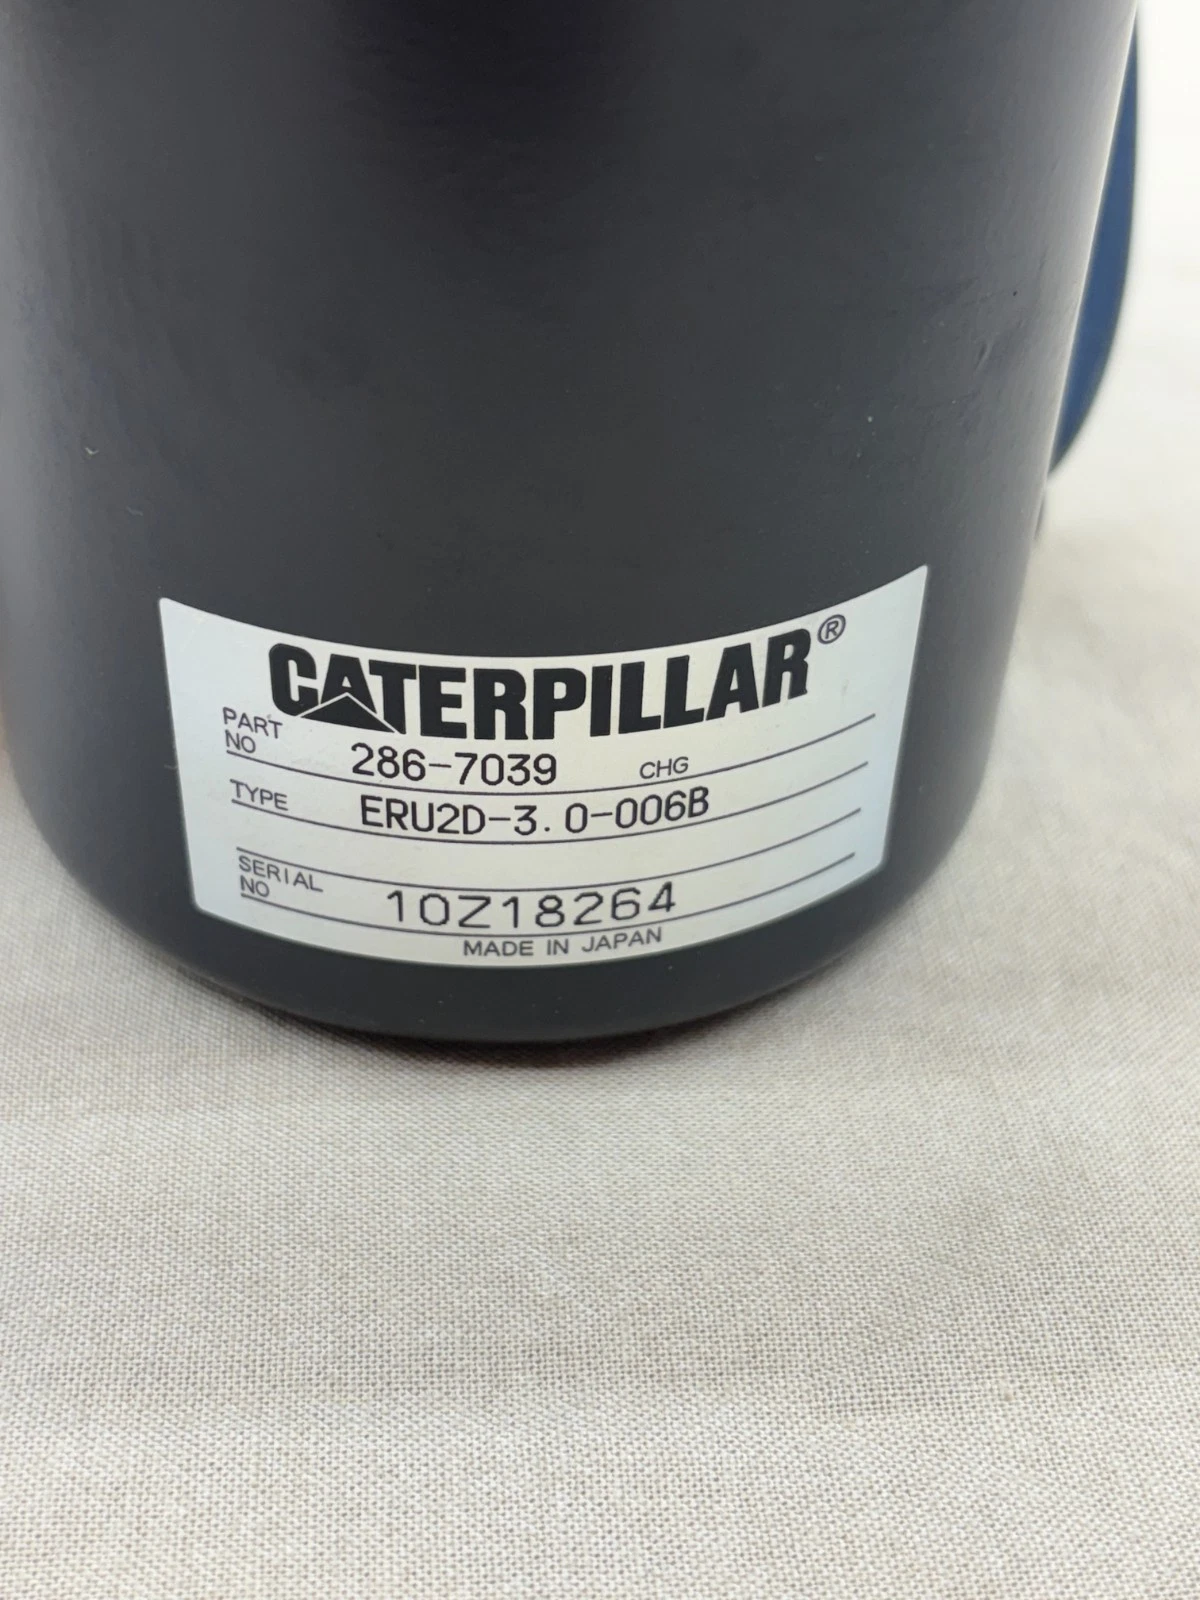 CATERPILLAR®
PART NO 286-7039 CHG
TYPE ERU2D-3.0-006B
SERIAL NO 10Z18264
MADE IN JAPAN